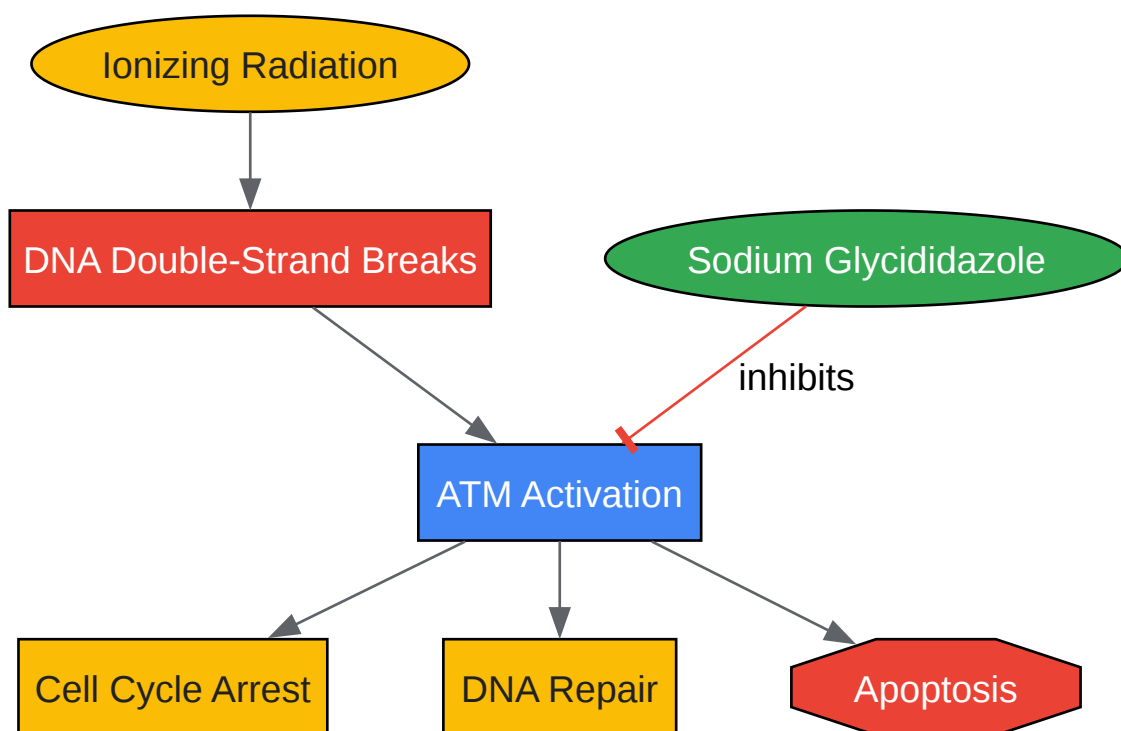 Ionizing Radiation
DNA Double-Strand Breaks
Sodium Glycididazole
inhibits
ATM Activation
Cell Cycle Arrest
DNA Repair
Apoptosis